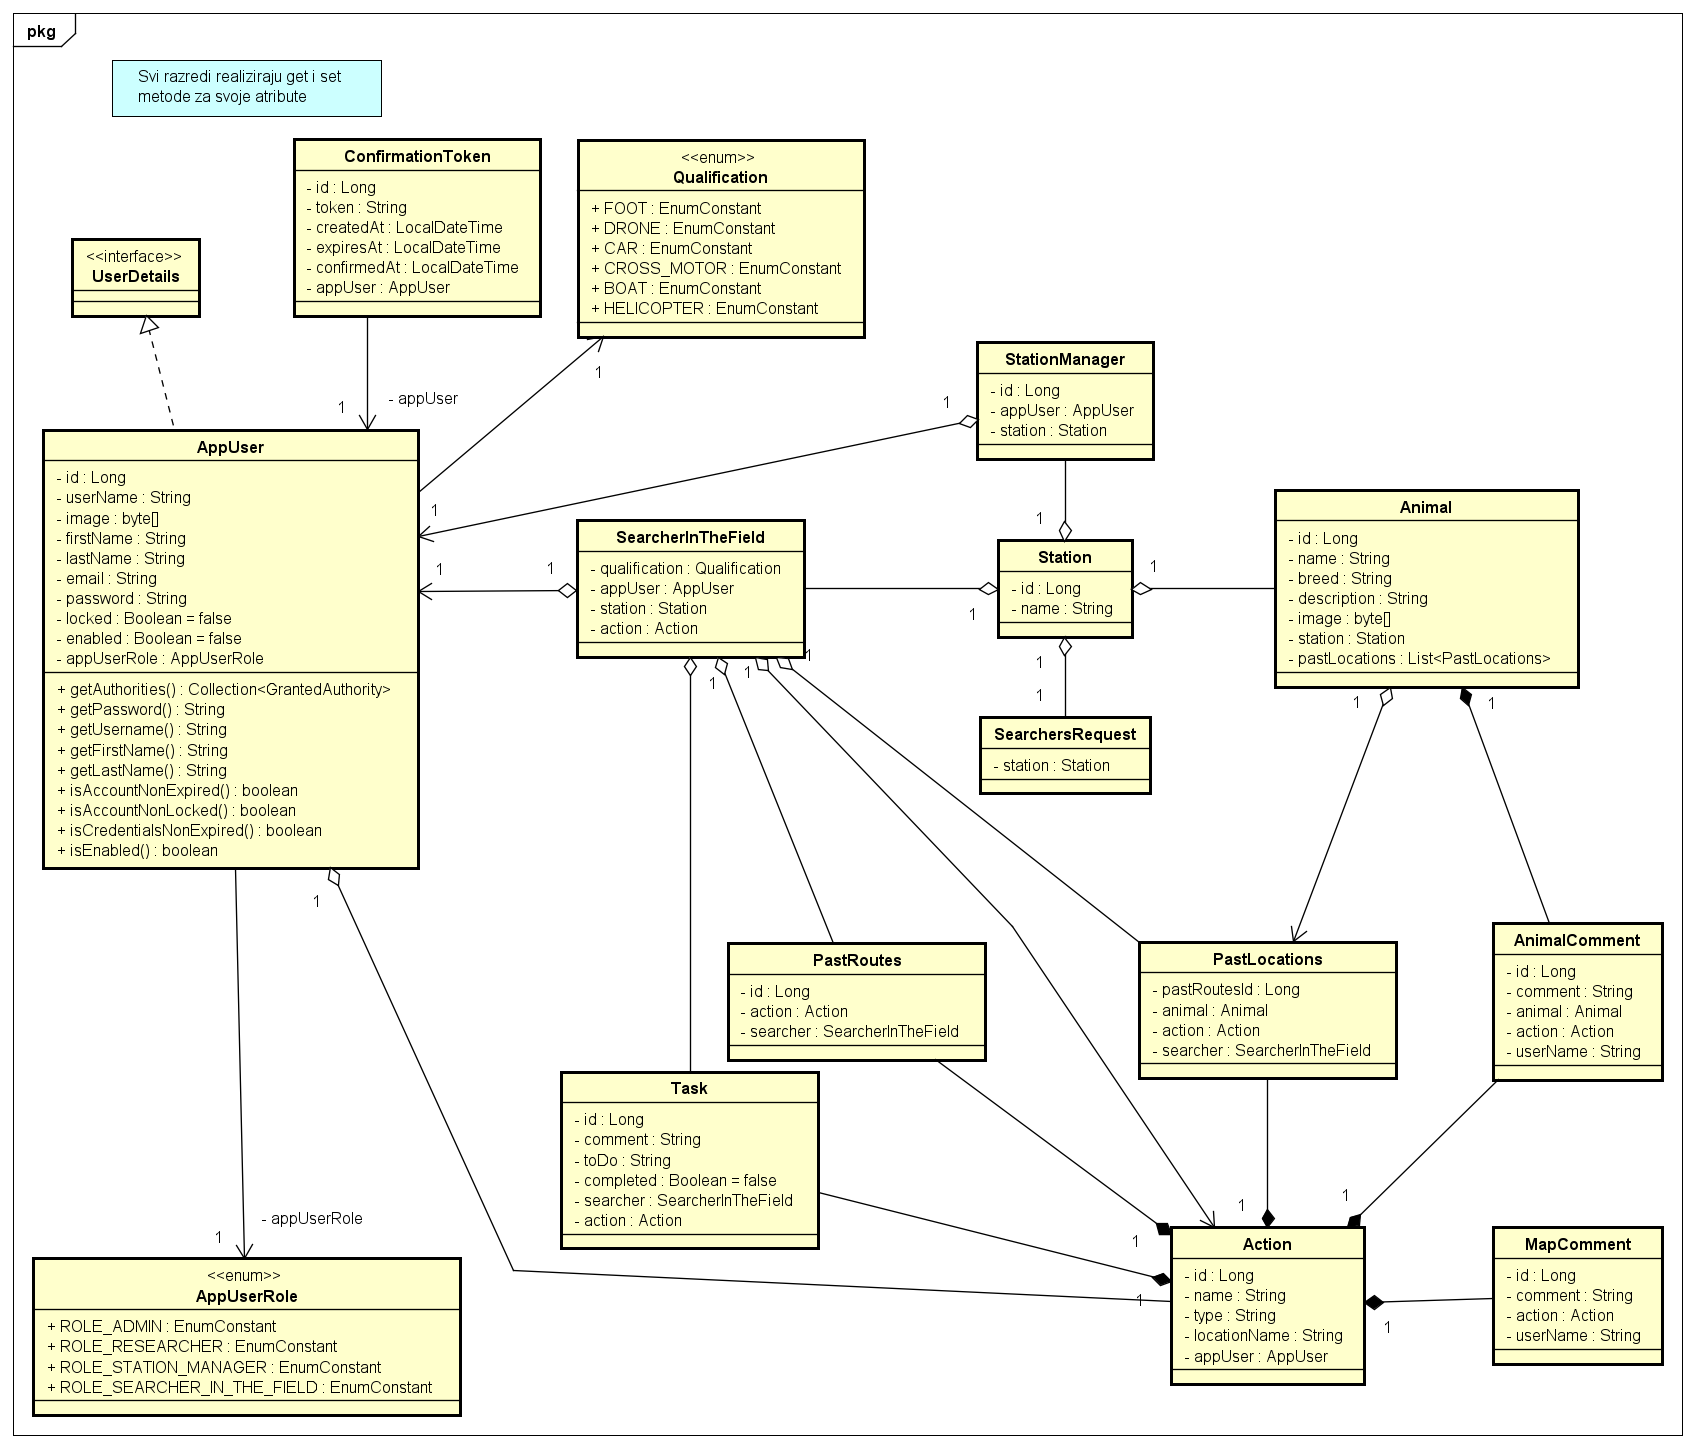 pkg
Svi razredi realiziraju get i set
metode za svoje atribute
ConfirmationToken
- id : Long
- token : String
- createdAt : LocalDateTime
- expiresAt : LocalDateTime
- confirmedAt : LocalDateTime
- appUser : AppUser
<<enum>>
Qualification
+ FOOT : EnumConstant
+ DRONE : EnumConstant
+ CAR : EnumConstant
+ CROSS_MOTOR : EnumConstant
+ BOAT : EnumConstant
+ HELICOPTER : EnumConstant
<<interface>>
UserDetails
1
- appUser
1
StationManager
- id : Long
- appUser : AppUser
- station : Station
1
1
AppUser
- id : Long
- userName : String
- image : byte[]
- firstName : String
- lastName : String
- email : String
- password : String
- locked : Boolean = false
- enabled : Boolean = false
- appUserRole : AppUserRole
+ getAuthorities() : Collection<GrantedAuthority>
+ getPassword() : String
+ getUsername() : String
+ getFirstName() : String
+ getLastName() : String
+ isAccountNonExpired() : boolean
+ isAccountNonLocked() : boolean
+ isCredentialsNonExpired() : boolean
+ isEnabled() : boolean
1
1
SearcherInTheField
- qualification : Qualification
- appUser : AppUser
- station : Station
- action : Action
1
1
1
1
1
Station
- id : Long
- name : String
1
1
1
SearchersRequest
- station : Station
Animal
- id : Long
- name : String
- breed : String
- description : String
- image : byte[]
- station : Station
- pastLocations : List<PastLocations>
1
1
1
PastRoutes
- id : Long
- action : Action
- searcher : SearcherInTheField
PastLocations
- pastRoutesId : Long
- animal : Animal
- action : Action
- searcher : SearcherInTheField
AnimalComment
- id : Long
- comment : String
- animal : Animal
- action : Action
- userName : String
Task
- id : Long
- comment : String
- toDo : String
- completed : Boolean = false
- searcher : SearcherInTheField
- action : Action
1
- appUserRole
<<enum>>
AppUserRole
+ ROLE_ADMIN : EnumConstant
+ ROLE_RESEARCHER : EnumConstant
+ ROLE_STATION_MANAGER : EnumConstant
+ ROLE_SEARCHER_IN_THE_FIELD : EnumConstant
1
1
1
1
1
Action
- id : Long
- name : String
- type : String
- locationName : String
- appUser : AppUser
MapComment
- id : Long
- comment : String
- action : Action
- userName : String